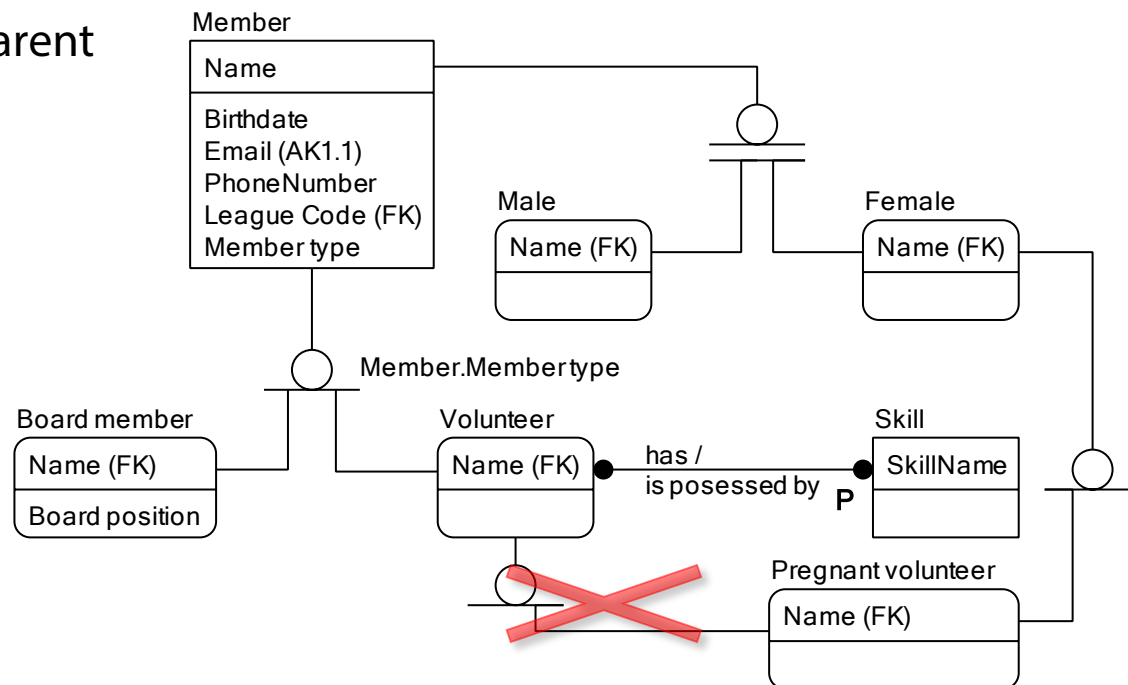 arent
Member
Name
Birthdate
Email (AK1.1)
PhoneNumber
League Code (FK)
Member type
Male
Name (FK)
Female
Name (FK)
Member.Member type
Board member
Name (FK)
Board position
Volunteer
Name (FK)
has /
is posessed by
P
Skill
SkillName
Pregnant volunteer
Name (FK)